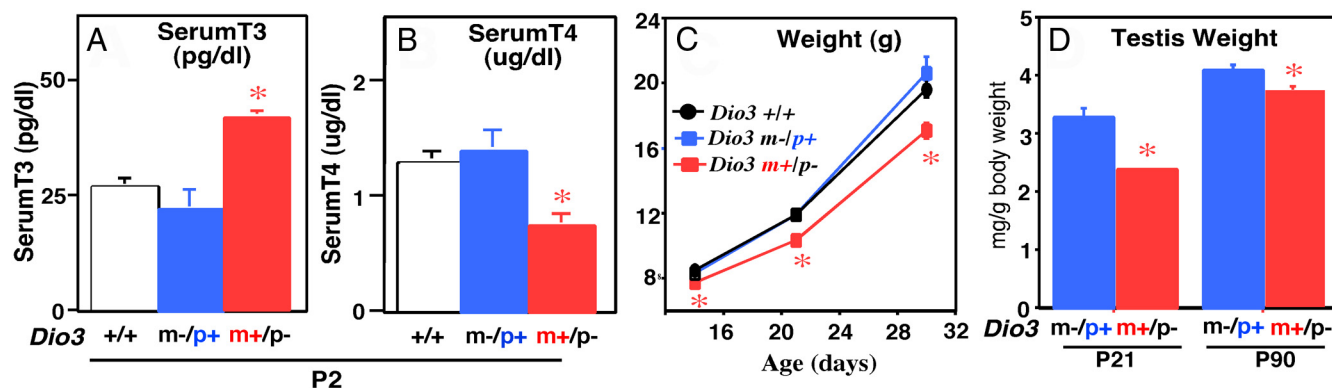 A
SerumT3
(pg/dl)
SerumT3 (pg/dl)
50
25
0
Dio3 +/+ m-/p+ m+/p-
B
SerumT4
(ug/dl)
SerumT4 (ug/dl)
2
1
0
+/+ m-/p+ m+/p-
P2
C
Weight (g)
20
16
12
8
Dio3 +/+
Dio3 m-/p+
Dio3 m+/p-
16 20 24 28 32
Age (days)
D
Testis Weight
mg/g body weight
5
4
3
2
1
0
Dio3 m-/p+ m+/p- m-/p+ m+/p-
P21 P90